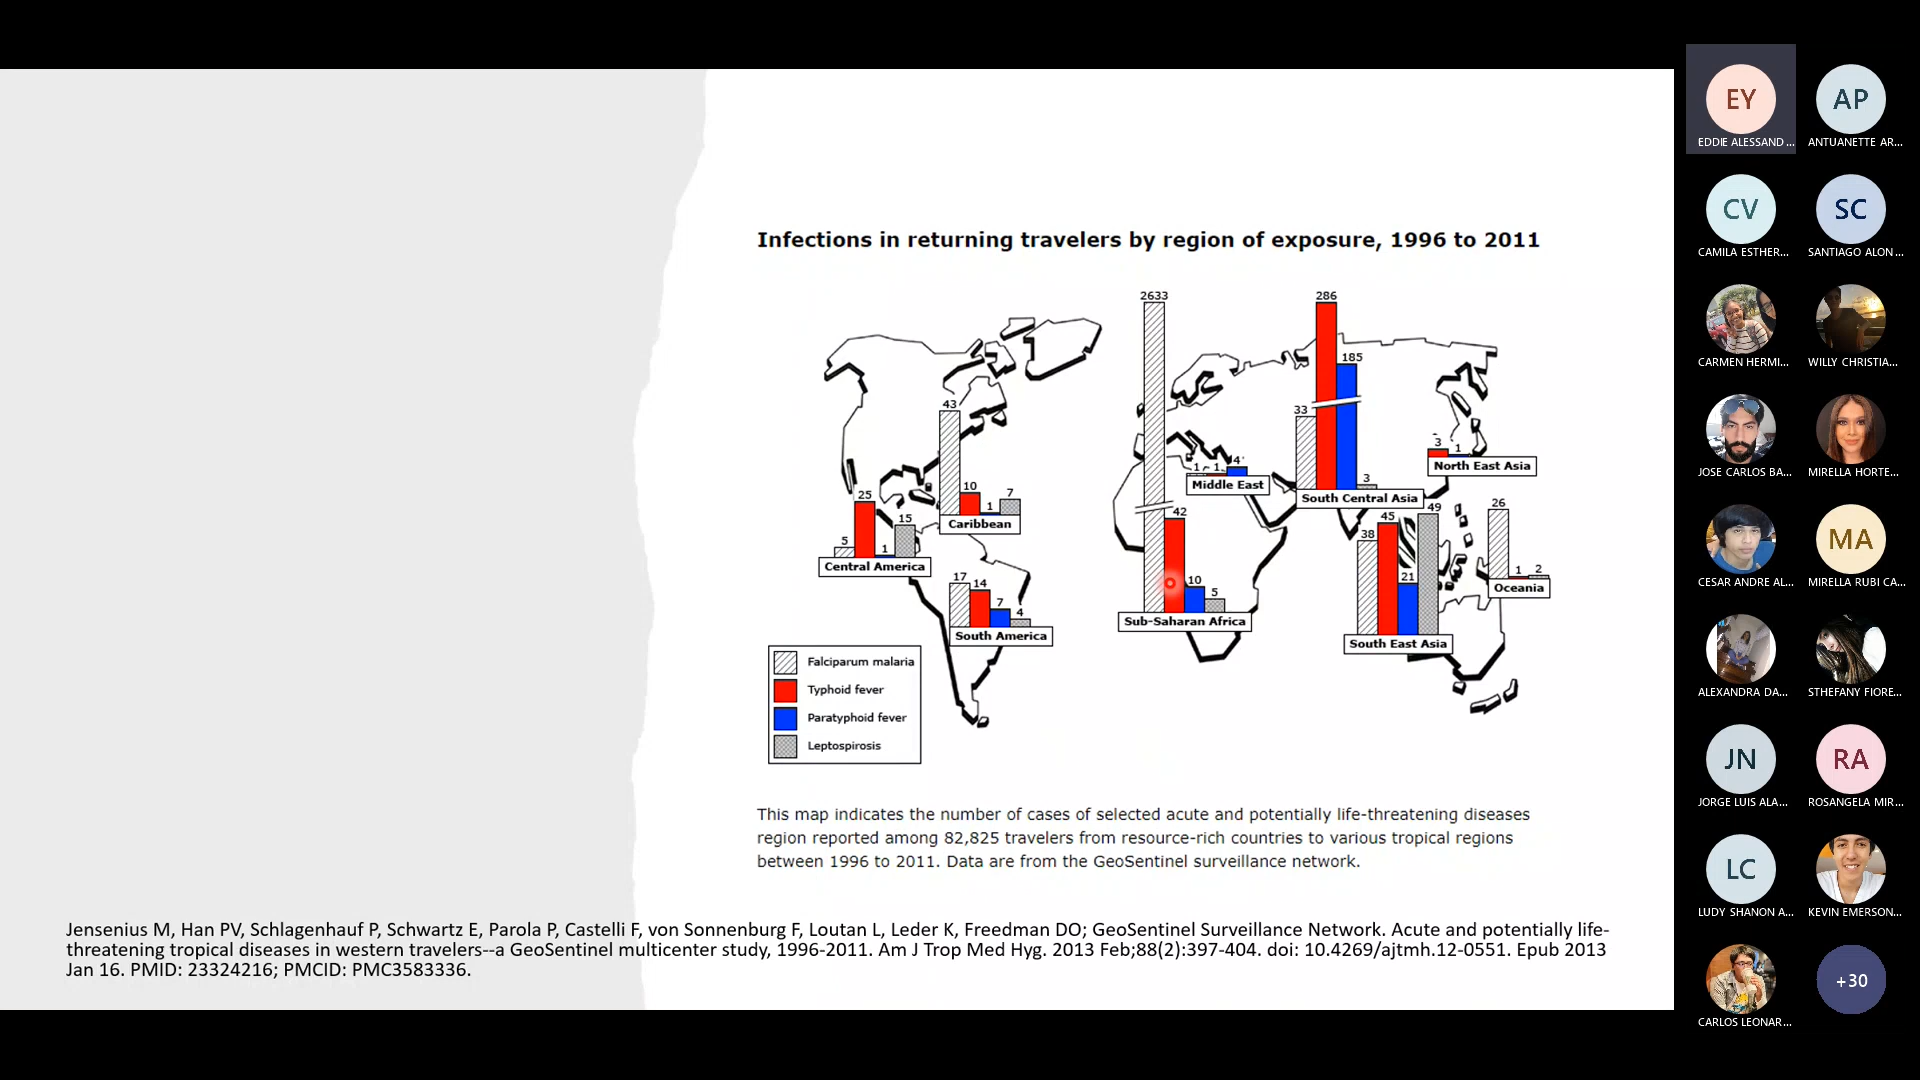 Infections in returning travelers by region of exposure, 1996 to 2011
2633
286
185
43
33
3
1
4
1
1
North East Asia
Middle East
3
South Central Asia
10
7
1
Caribbean
25
15
5
1
Central America
42
10
5
Sub-Saharan Africa
45
49
38
21
South East Asia
26
1
2
Oceania
17
14
7
4
South America
Falciparum malaria
Typhoid fever
Paratyphoid fever
Leptospirosis
This map indicates the number of cases of selected acute and potentially life-threatening diseases
region reported among 82,825 travelers from resource-rich countries to various tropical regions
between 1996 to 2011. Data are from the GeoSentinel surveillance network.
Jensenius M, Han PV, Schlagenhauf P, Schwartz E, Parola P, Castelli F, von Sonnenburg F, Loutan L, Leder K, Freedman DO; GeoSentinel Surveillance Network. Acute and potentially life-
threatening tropical diseases in western travelers--a GeoSentinel multicenter study, 1996-2011. Am J Trop Med Hyg. 2013 Feb;88(2):397-404. doi: 10.4269/ajtmh.12-0551. Epub 2013
Jan 16. PMID: 23324216; PMCID: PMC3583336.
EY
EDDIE ALESSAND...
AP
ANTUANETTE AR...
CV
CAMILA ESTHER...
SC
SANTIAGO ALON...
CARMEN HERMI...
WILLY CHRISTIA...
JOSE CARLOS BA...
MIRELLA HORTE...
CESAR ANDRE AL...
MA
MIRELLA RUBI CA...
ALEXANDRA DA...
STHEFANY FIORE...
JN
JORGE LUIS ALA...
RA
ROSANGELA MIR...
LC
LUDY SHANON A...
KEVIN EMERSON...
CARLOS LEONAR...
+30